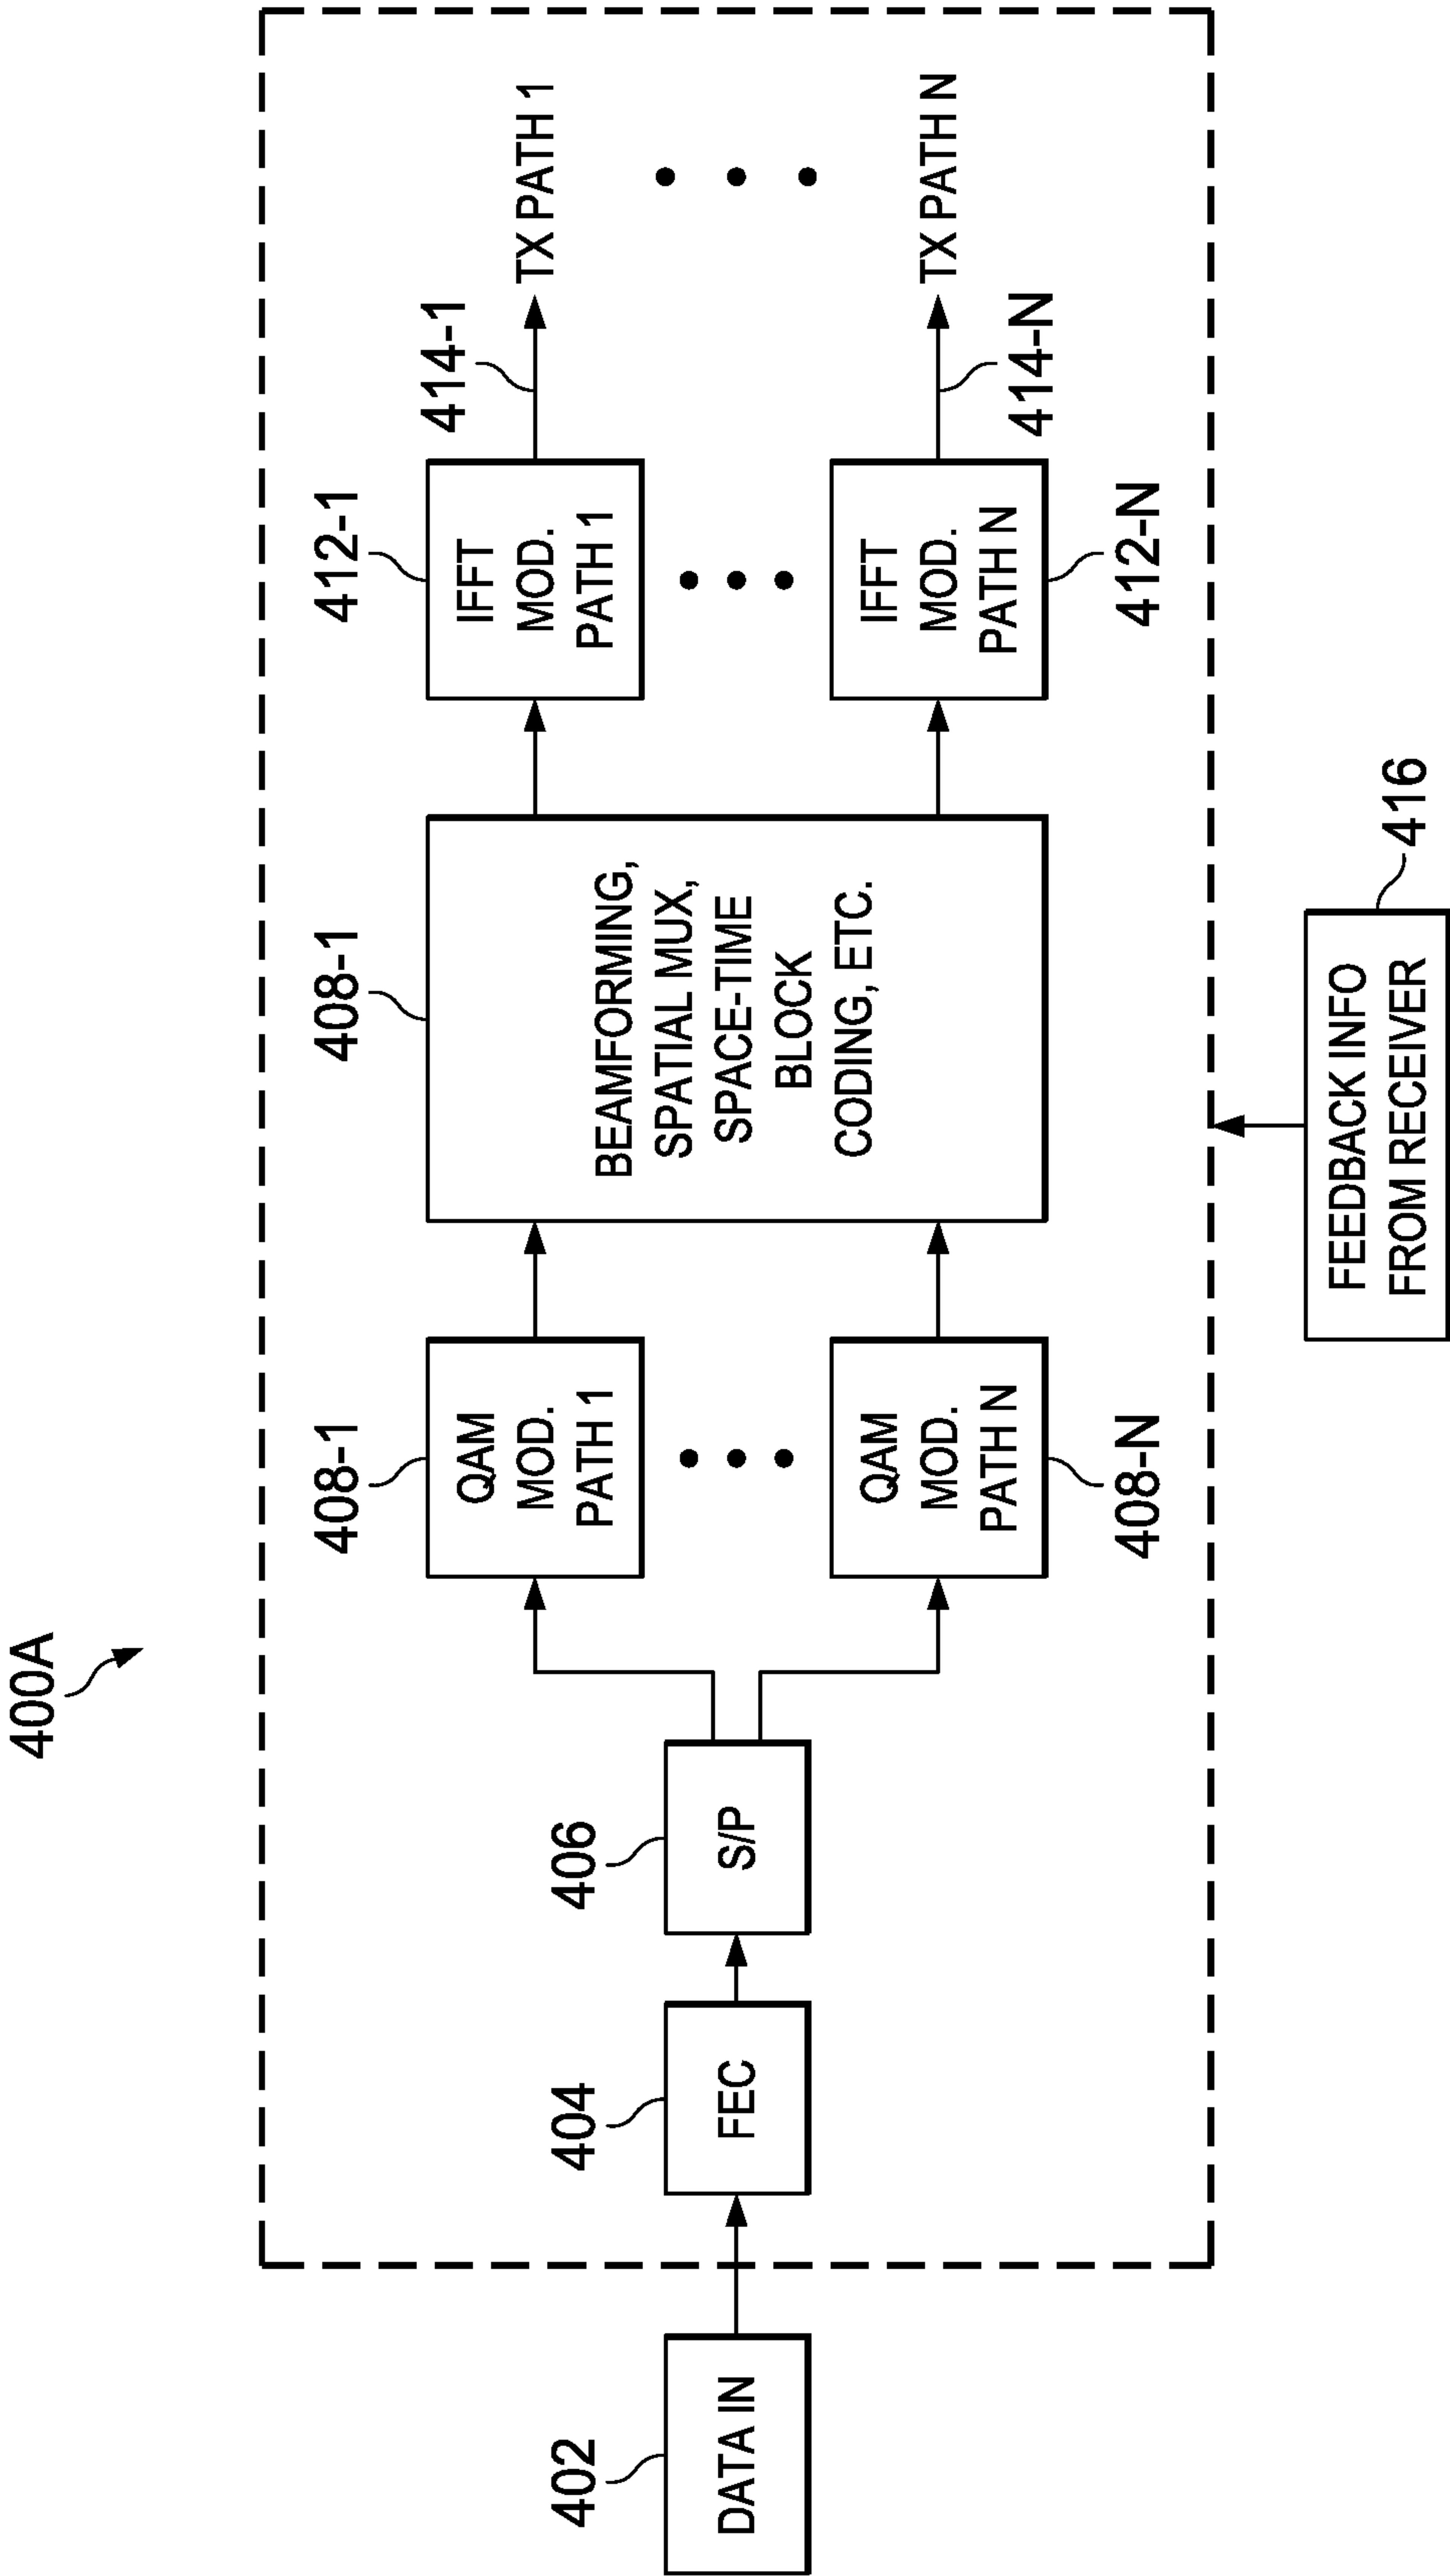 400A
402
DATA IN
404
FEC
406
S/P
408-1
QAM
MOD.
PATH 1
408-N
QAM
MOD.
PATH N
408-1
BEAMFORMING,
SPATIAL MUX,
SPACE-TIME
BLOCK
CODING, ETC.
412-1
IFFT
MOD.
PATH 1
412-N
IFFT
MOD.
PATH N
414-1
TX PATH 1
414-N
TX PATH N
FEEDBACK INFO
FROM RECEIVER
416